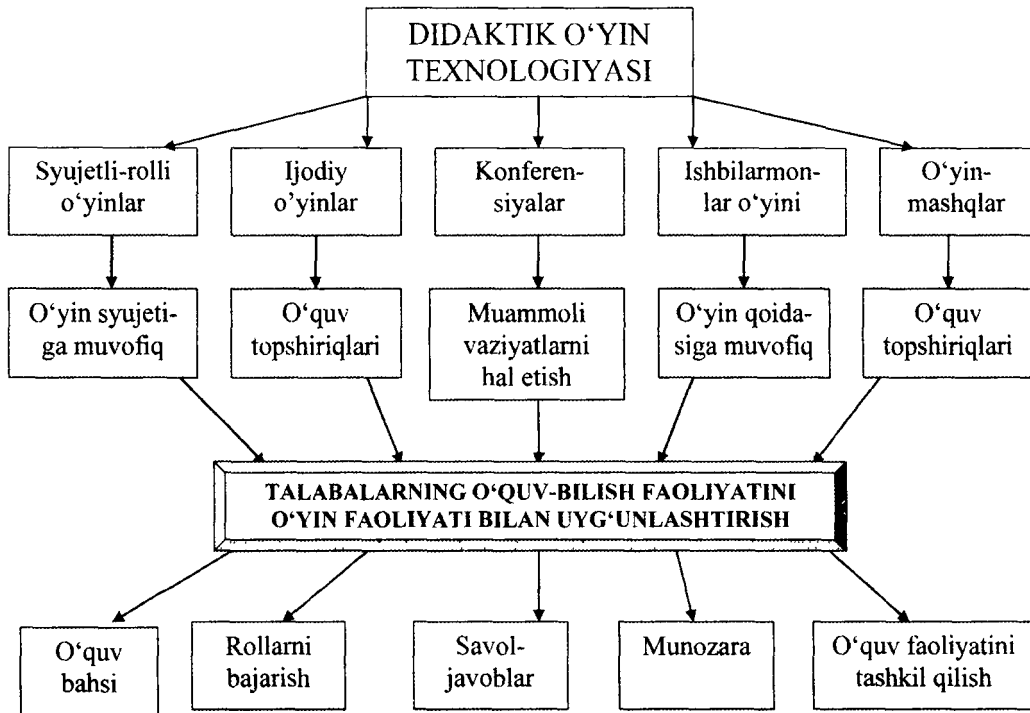 DIDAKTIK O‘YIN
TEXNOLOGIYASI
Syujetli-rolli
o‘yinlar
Ijodiy
o’yinlar
Konferen-
siyalar
Ishbilarmon-
lar o‘yini
O‘yin-
mashqlar
O‘yin syujeti-
ga muvofiq
O‘quv
topshiriqlari
Muammoli
vaziyatlarni
hal etish
O‘yin qoida-
siga muvofiq
O‘quv
topshiriqlari
TALABALARNING O‘QUV-BILISH FAOLIYATINI
O‘YIN FAOLIYATI BILAN UYG‘UNLASHTIRISH
O‘quv
bahsi
Rollarni
bajarish
Savol-
javoblar
Munozara
O‘quv faoliyatini
tashkil qilish